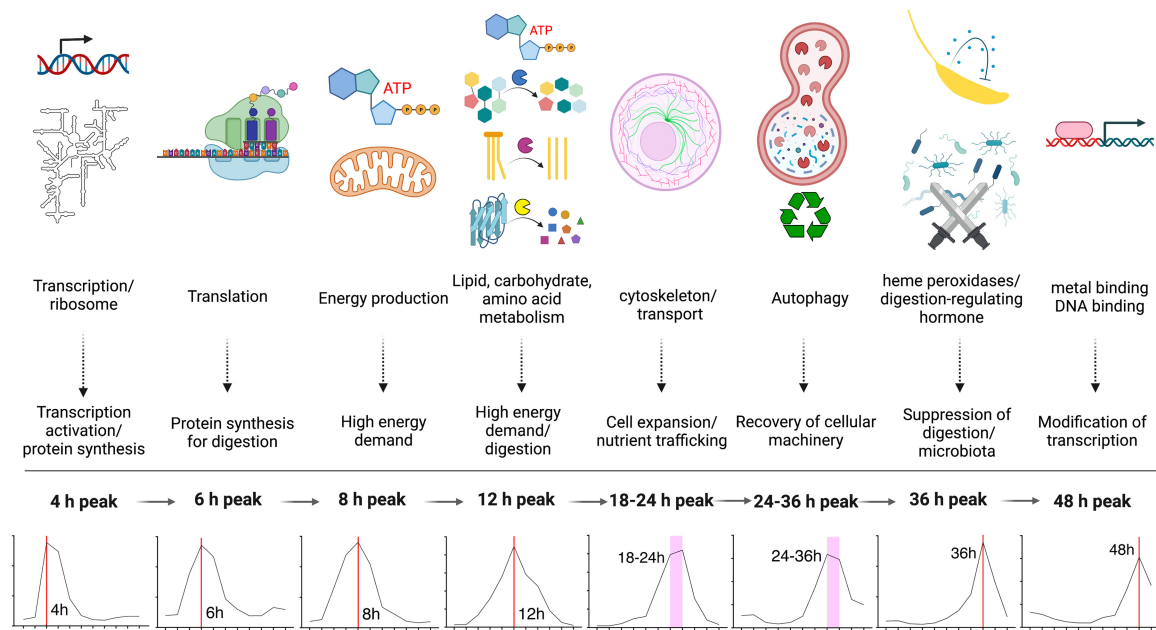 ATP
P P P
ATP
P P P
Transcription/
ribosome
Translation
Energy production
Lipid, carbohydrate,
amino acid
metabolism
cytoskeleton/
transport
Autophagy
heme peroxidases/
digestion-regulating
hormone
metal binding
DNA binding
Transcription
activation/
protein synthesis
Protein synthesis
for digestion
High energy
demand
High energy
demand/
digestion
Cell expansion/
nutrient trafficking
Recovery of cellular
machinery
Suppression of
digestion/
microbiota
Modification of
transcription
4 h peak
6 h peak
8 h peak
12 h peak
18-24 h peak
24-36 h peak
36 h peak
48 h peak
4h
6h
8h
12h
18-24h
24-36h
36h
48h